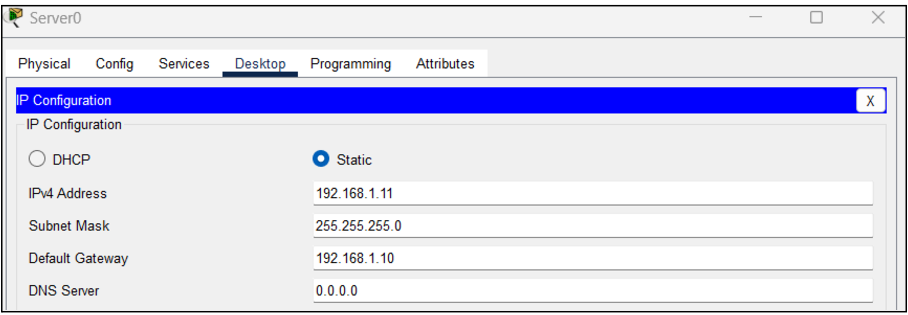 Server0
Physical Config Services Desktop Programming Attributes
IP Configuration X
IP Configuration
DHCP Static
IPv4 Address 192.168.1.11
Subnet Mask 255.255.255.0
Default Gateway 192.168.1.10
DNS Server 0.0.0.0